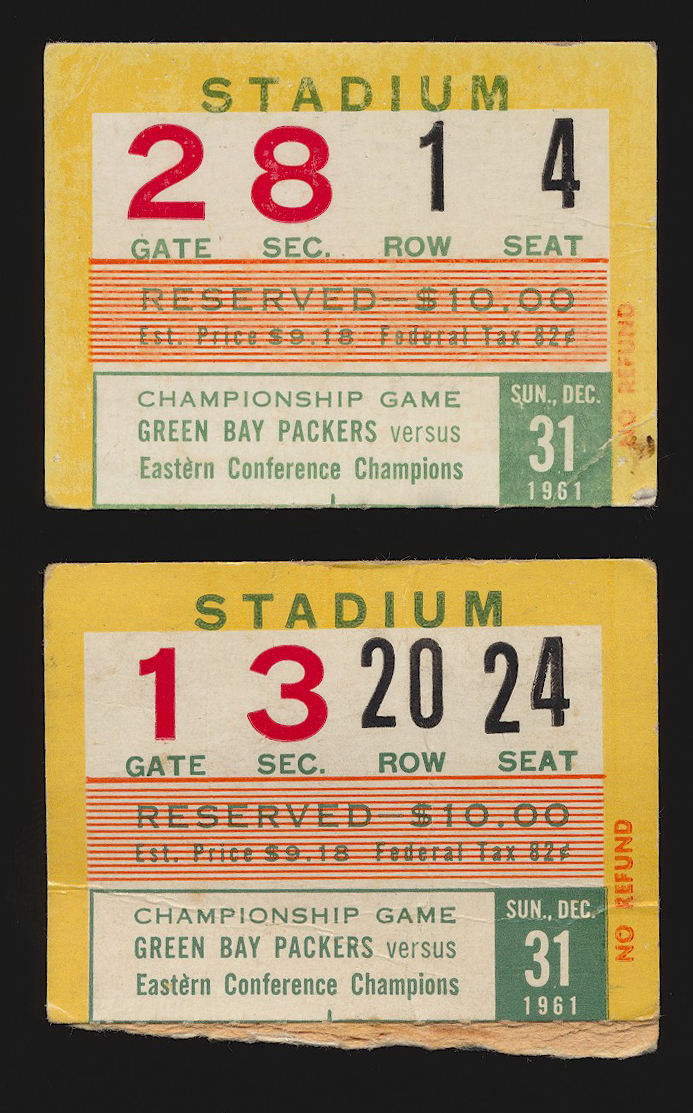 STADIUM
2 8 1 4
GATE SEC. ROW SEAT
RESERVED—$10.00
Est. Price $9.18 Federal Tax 82¢
NO REFUND
CHAMPIONSHIP GAME
GREEN BAY PACKERS versus
Eastern Conference Champions
SUN., DEC.
31
1961
STADIUM
1 3 20 24
GATE SEC. ROW SEAT
RESERVED—$10.00
Est. Price $9.18 Federal Tax 82¢
NO REFUND
CHAMPIONSHIP GAME
GREEN BAY PACKERS versus
Eastern Conference Champions
SUN., DEC.
31
1961